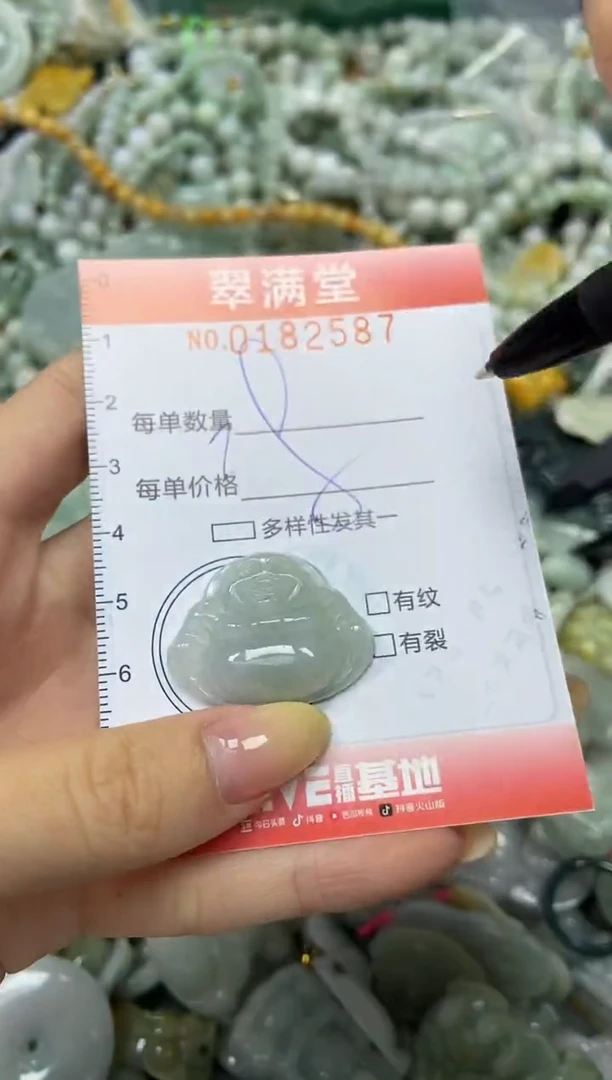 翠满堂
NO.0182587
每单数量
每单价格
多样性发其一
有纹
有裂
直播基地
今日头条 抖音 西瓜视频 抖音火山版
0
1
2
3
4
5
6